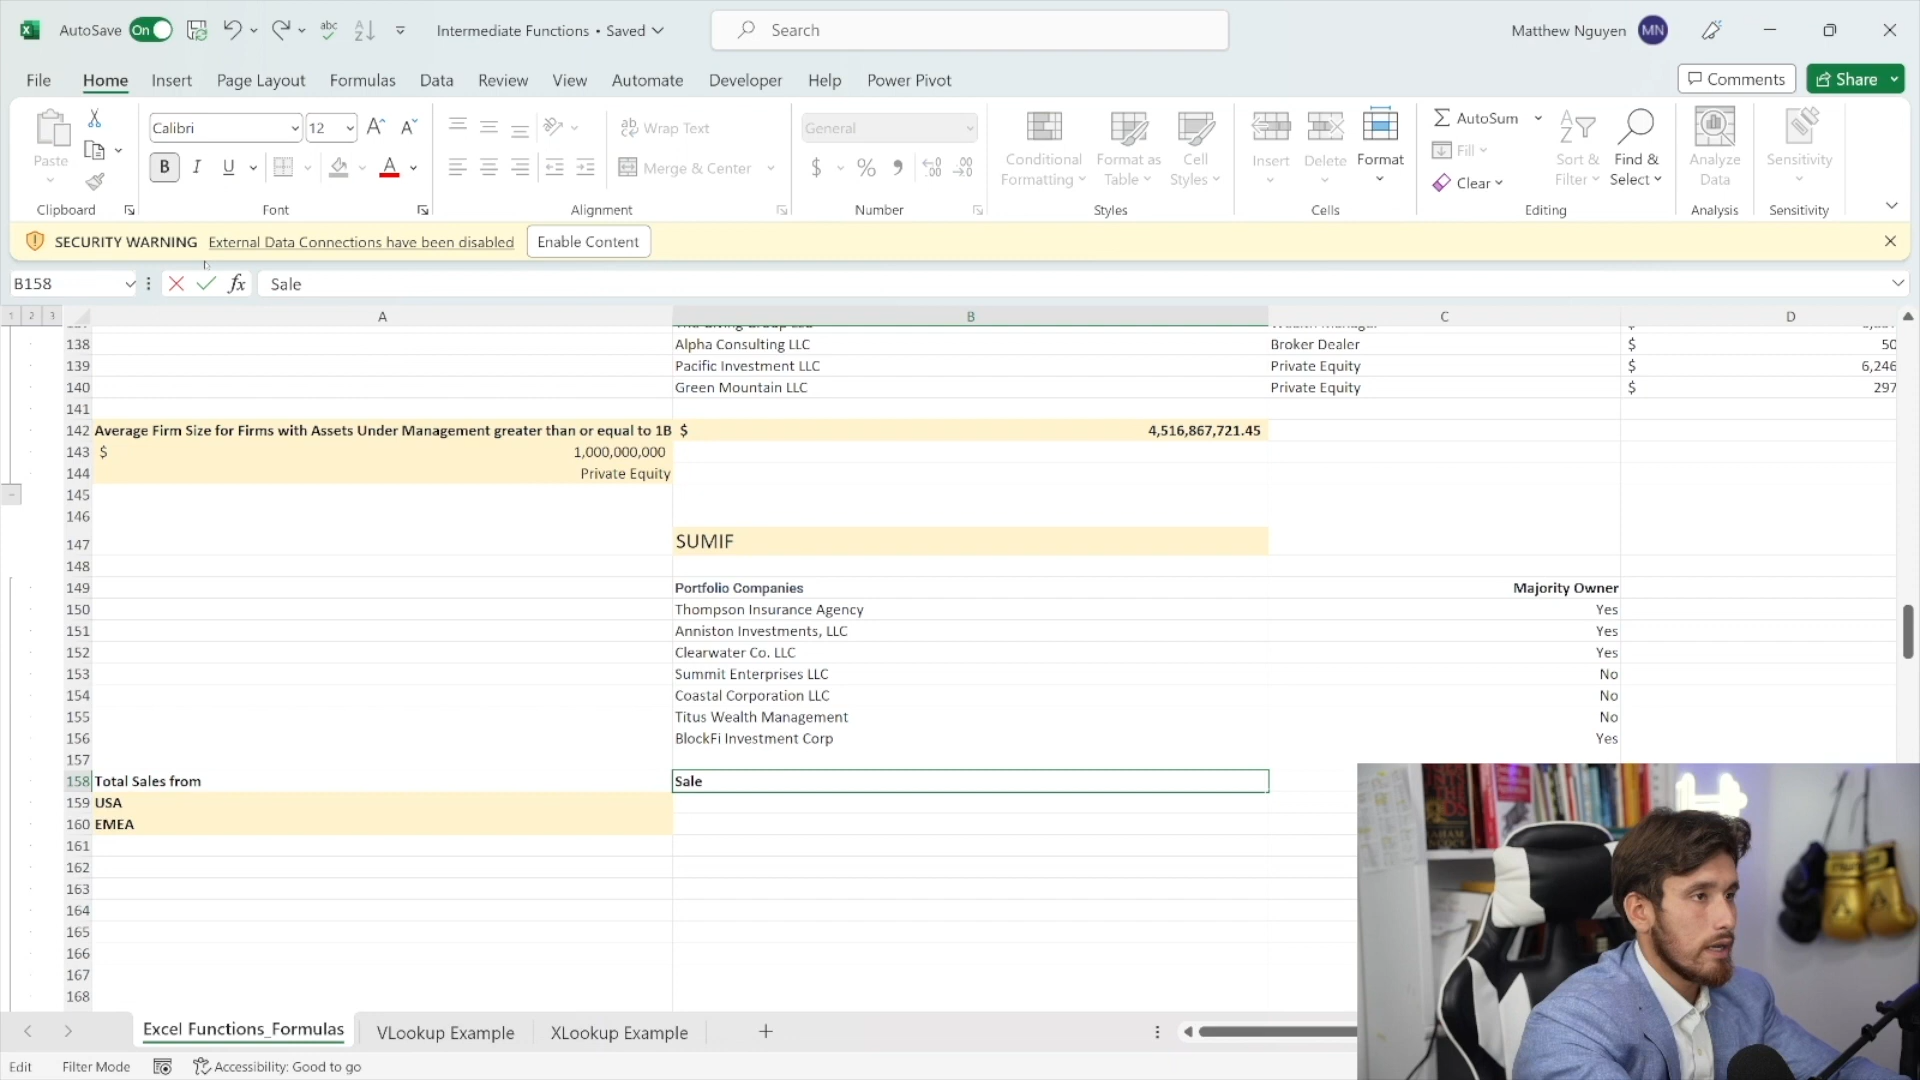 AutoSave On Intermediate Functions • Saved Search Matthew Nguyen MN
File Home Insert Page Layout Formulas Data Review View Automate Developer Help Power Pivot Comments Share
Paste
Clipboard
Calibri 12
B I U A
Font
Wrap Text
Merge & Center
Alignment
General
$ % 9
Number
Conditional Formatting
Format as Table
Cell Styles
Styles
Insert Delete Format
Cells
AutoSum
Fill
Clear
Sort & Filter
Find & Select
Editing
Analyze Data
Analysis
Sensitivity
Sensitivity
SECURITY WARNING External Data Connections have been disabled Enable Content
B158 fx Sale
1 2 3 A B C D
138 Alpha Consulting LLC Broker Dealer $ 50
139 Pacific Investment LLC Private Equity $ 6,246
140 Green Mountain LLC Private Equity $ 297
141
142 Average Firm Size for Firms with Assets Under Management greater than or equal to 1B $ 4,516,867,721.45
143 $ 1,000,000,000
144 Private Equity
145
146
147 SUMIF
148
149 Portfolio Companies Majority Owner
150 Thompson Insurance Agency Yes
151 Anniston Investments, LLC Yes
152 Clearwater Co. LLC Yes
153 Summit Enterprises LLC No
154 Coastal Corporation LLC No
155 Titus Wealth Management No
156 BlockFi Investment Corp Yes
157
158 Total Sales from Sale
159 USA
160 EMEA
161
162
163
164
165
166
167
168
Excel Functions_Formulas VLookup Example XLookup Example
Edit Filter Mode Accessibility: Good to go